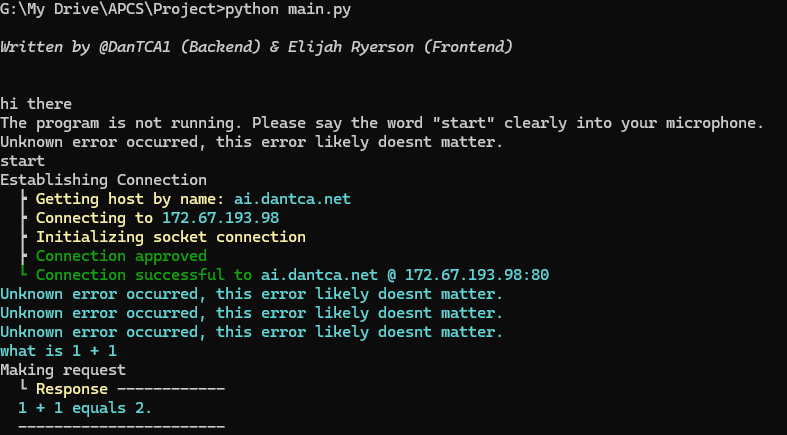 G:\My Drive\APCS\Project>python main.py
Written by @DanTCA1 (Backend) & Elijah Ryerson (Frontend)
hi there
The program is not running. Please say the word "start" clearly into your microphone.
Unknown error occurred, this error likely doesnt matter.
start
Establishing Connection
├ Getting host by name: ai.dantca.net
├ Connecting to 172.67.193.98
├ Initializing socket connection
├ Connection approved
└ Connection successful to ai.dantca.net @ 172.67.193.98:80
Unknown error occurred, this error likely doesnt matter.
Unknown error occurred, this error likely doesnt matter.
Unknown error occurred, this error likely doesnt matter.
what is 1 + 1
Making request
└ Response ------------
1 + 1 equals 2.
-----------------------